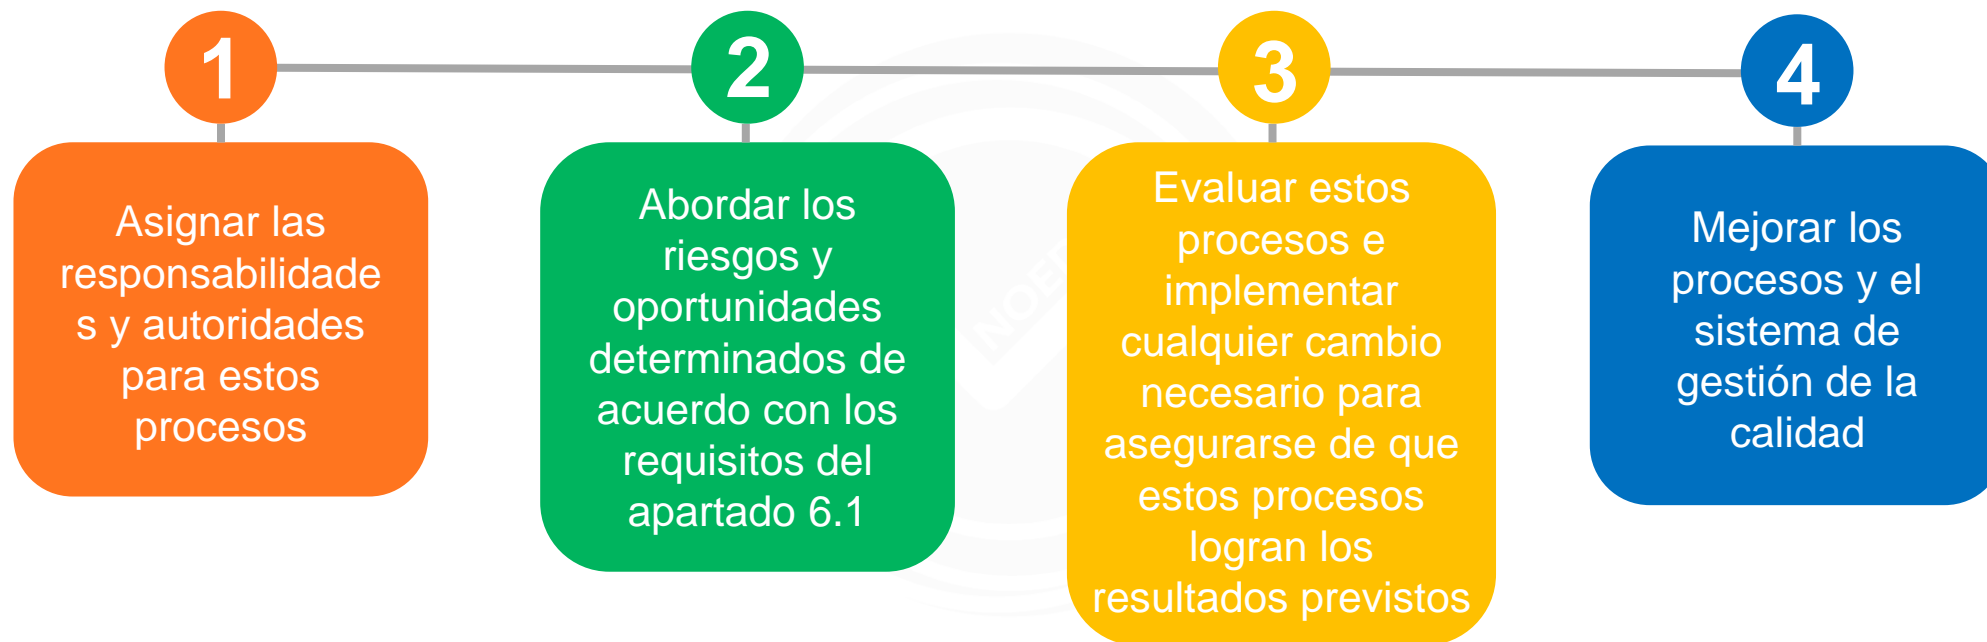 1
Asignar las
responsabilidade
s y autoridades
para estos
procesos
2
Abordar los
riesgos y
oportunidades
determinados de
acuerdo con los
requisitos del
apartado 6.1
3
Evaluar estos
procesos e
implementar
cualquier cambio
necesario para
asegurarse de que
estos procesos
logran los
resultados previstos
4
Mejorar los
procesos y el
sistema de
gestión de la
calidad